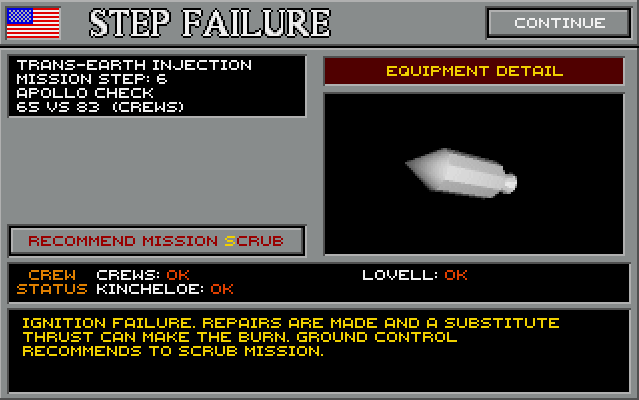 STEP FAILURE
CONTINUE
TRANS-EARTH INJECTION
MISSION STEP: 6
APOLLO CHECK
65 VS 83 (CREWS)
EQUIPMENT DETAIL
RECOMMEND MISSION SCRUB
CREW STATUS
CREWS: OK
LOVELL: OK
KINCHELOE: OK
IGNITION FAILURE. REPAIRS ARE MADE AND A SUBSTITUTE
THRUST CAN MAKE THE BURN. GROUND CONTROL
RECOMMENDS TO SCRUB MISSION.